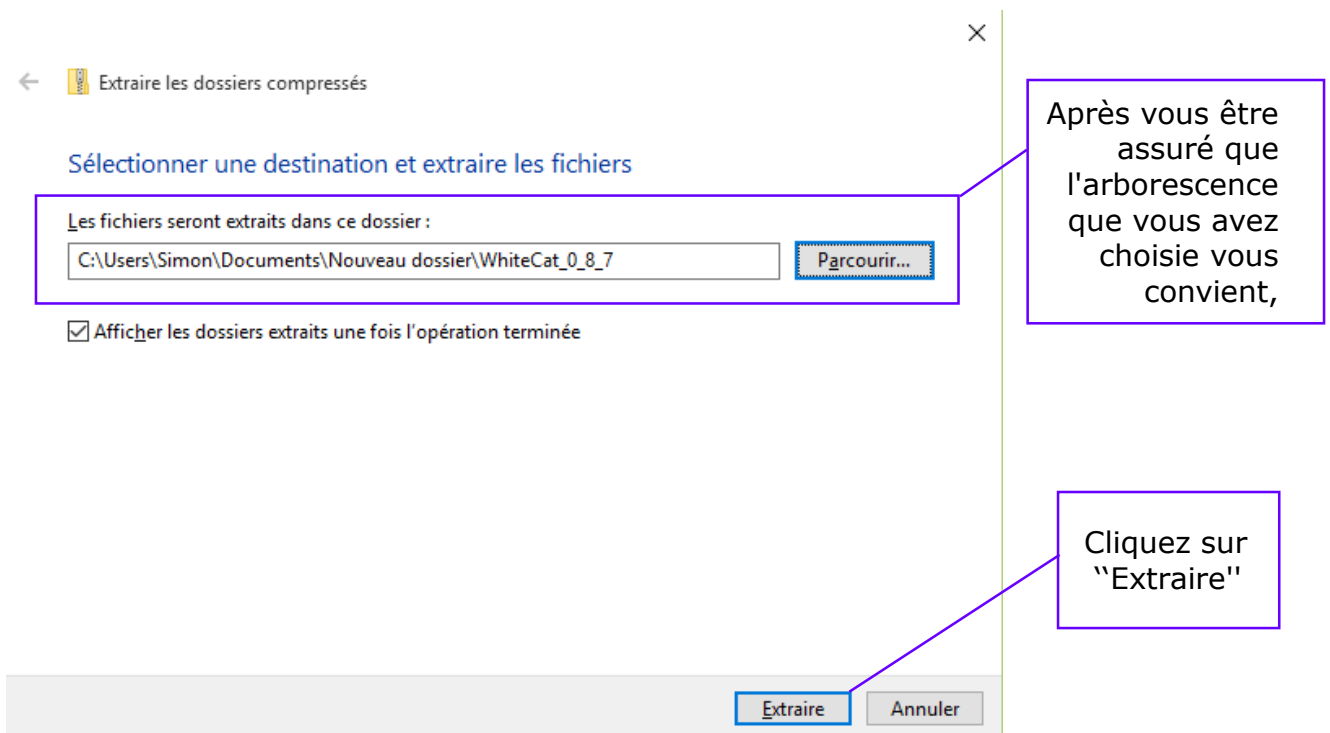 Extraire les dossiers compressés
Sélectionner une destination et extraire les fichiers
Les fichiers seront extraits dans ce dossier :
C:\Users\Simon\Documents\Nouveau dossier\WhiteCat_0_8_7
Parcourir...
Afficher les dossiers extraits une fois l'opération terminée
Après vous être
assuré que
l'arborescence
que vous avez
choisie vous
convient,
Cliquez sur
‘‘Extraire''
Extraire
Annuler